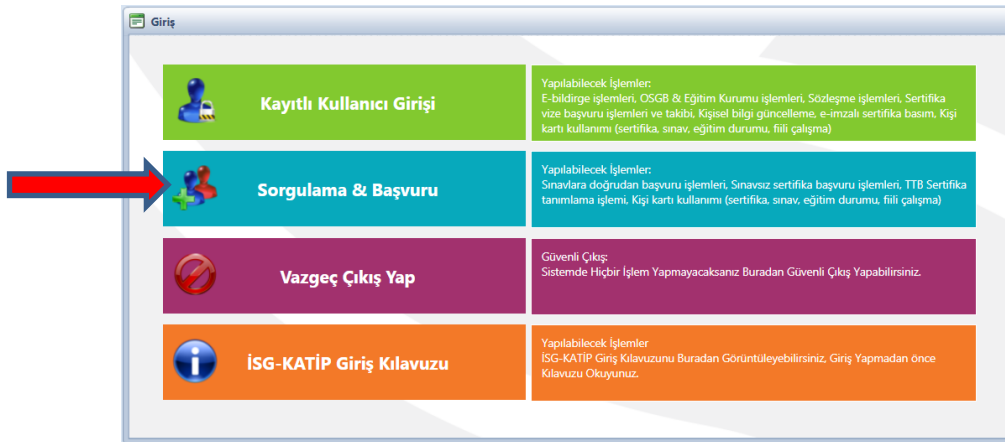 Giriş
Kayıtlı Kullanıcı Girişi
Yapılabilecek İşlemler:
E-bildirge işlemleri, OSGB & Eğitim Kurumu işlemleri, Sözleşme işlemleri, Sertifika
vize başvuru işlemleri ve takibi, Kişisel bilgi güncelleme, e-imzalı sertifika basım, Kişi
kartı kullanımı (sertifika, sınav, eğitim durumu, fiili çalışma)
Sorgulama & Başvuru
Yapılabilecek İşlemler:
Sınavlara doğrudan başvuru işlemleri, Sınavsız sertifika başvuru işlemleri, TTB Sertifika
tanımlama işlemi, Kişi kartı kullanımı (sertifika, sınav, eğitim durumu, fiili çalışma)
Vazgeç Çıkış Yap
Güvenli Çıkış:
Sistemde Hiçbir İşlem Yapmayacaksanız Buradan Güvenli Çıkış Yapabilirsiniz.
İSG-KATİP Giriş Kılavuzu
Yapılabilecek İşlemler
İSG-KATİP Giriş Kılavuzunu Buradan Görüntüleyebilirsiniz, Giriş Yapmadan önce
Kılavuzu Okuyunuz.